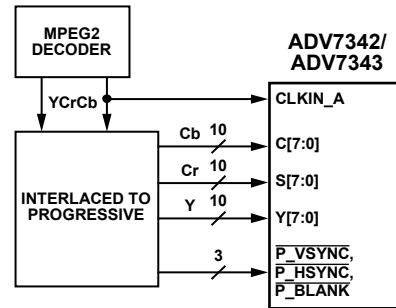 MPEG2
DECODER
ADV7342/
ADV7343
YCrCb
CLKIN_A
Cb 10
C[7:0]
Cr 10
S[7:0]
INTERLACED TO
PROGRESSIVE
Y 10
Y[7:0]
3
P_VSYNC,
P_HSYNC,
P_BLANK